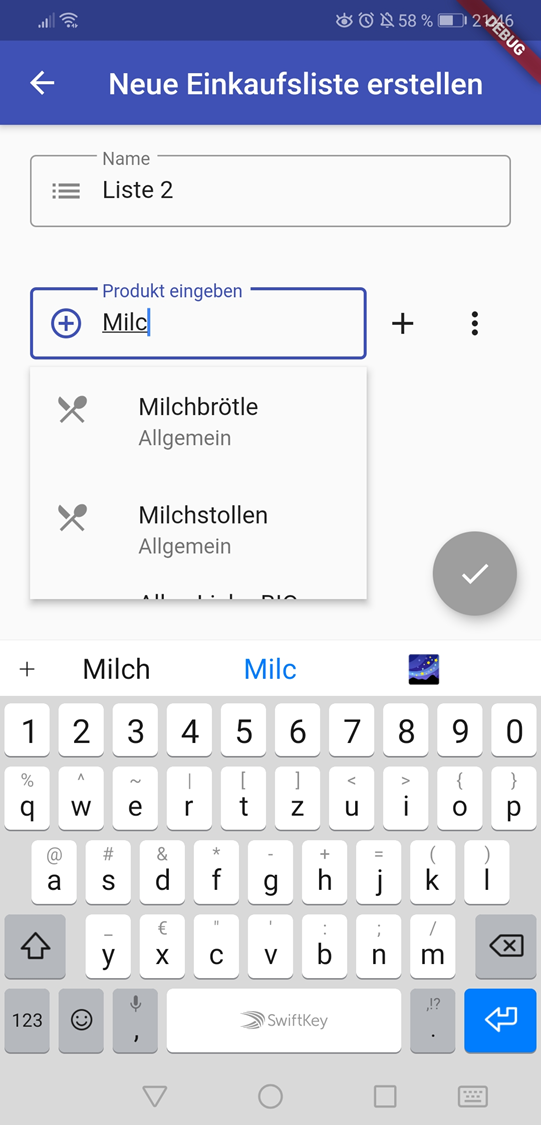 58 % 21:46
DEBUG
Neue Einkaufsliste erstellen
Name
Liste 2
Produkt eingeben
Milc
Milchbrötle
Allgemein
Milchstollen
Allgemein
+ Milch Milc
1 2 3 4 5 6 7 8 9 0
% ^ ~ | [ ] < > { }
q w e r t z u i o p
@ # & * - + = ( )
a s d f g h j k l
_ € " ' : ; /
y x c v b n m
,!?
123 , SwiftKey .